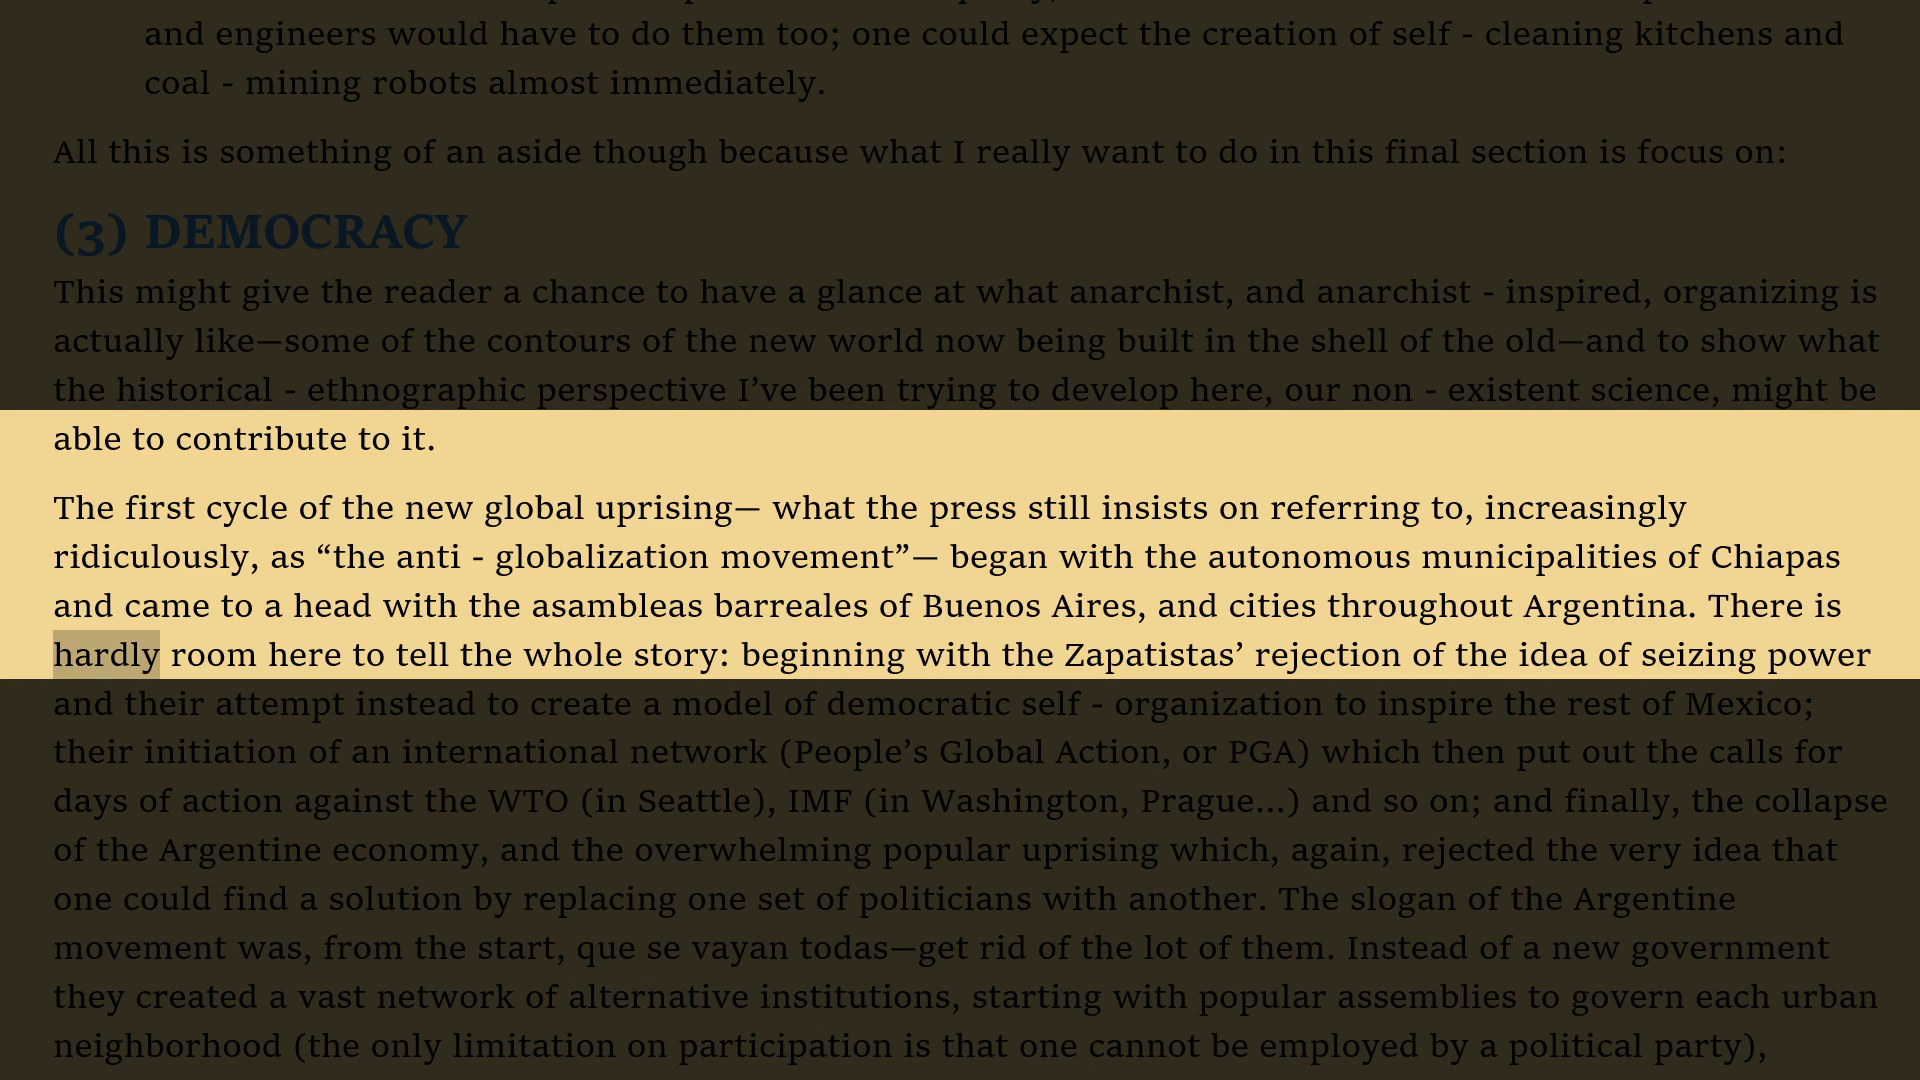 and engineers would have to do them too; one could expect the creation of self - cleaning kitchens and
coal - mining robots almost immediately.
All this is something of an aside though because what I really want to do in this final section is focus on:
(3) DEMOCRACY
This might give the reader a chance to have a glance at what anarchist, and anarchist - inspired, organizing is
actually like—some of the contours of the new world now being built in the shell of the old—and to show what
the historical - ethnographic perspective I’ve been trying to develop here, our non - existent science, might be
able to contribute to it.
The first cycle of the new global uprising— what the press still insists on referring to, increasingly
ridiculously, as “the anti - globalization movement”— began with the autonomous municipalities of Chiapas
and came to a head with the asambleas barreales of Buenos Aires, and cities throughout Argentina. There is
hardly room here to tell the whole story: beginning with the Zapatistas’ rejection of the idea of seizing power
and their attempt instead to create a model of democratic self - organization to inspire the rest of Mexico;
their initiation of an international network (People’s Global Action, or PGA) which then put out the calls for
days of action against the WTO (in Seattle), IMF (in Washington, Prague...) and so on; and finally, the collapse
of the Argentine economy, and the overwhelming popular uprising which, again, rejected the very idea that
one could find a solution by replacing one set of politicians with another. The slogan of the Argentine
movement was, from the start, que se vayan todas—get rid of the lot of them. Instead of a new government
they created a vast network of alternative institutions, starting with popular assemblies to govern each urban
neighborhood (the only limitation on participation is that one cannot be employed by a political party),